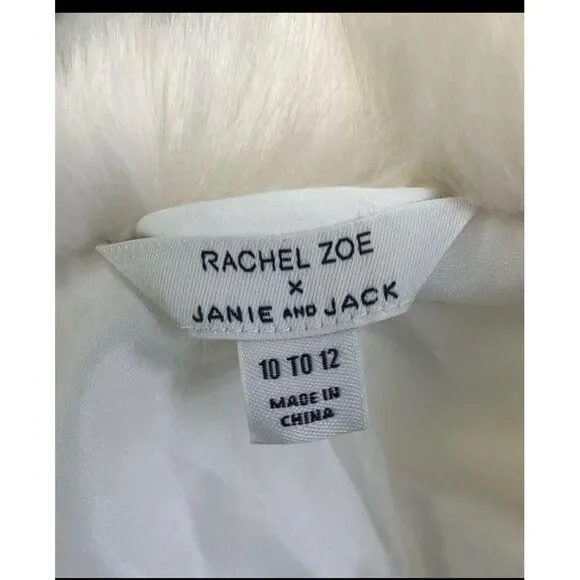 RACHEL ZOE
x
JANIE AND JACK
10 TO 12
MADE IN
CHINA